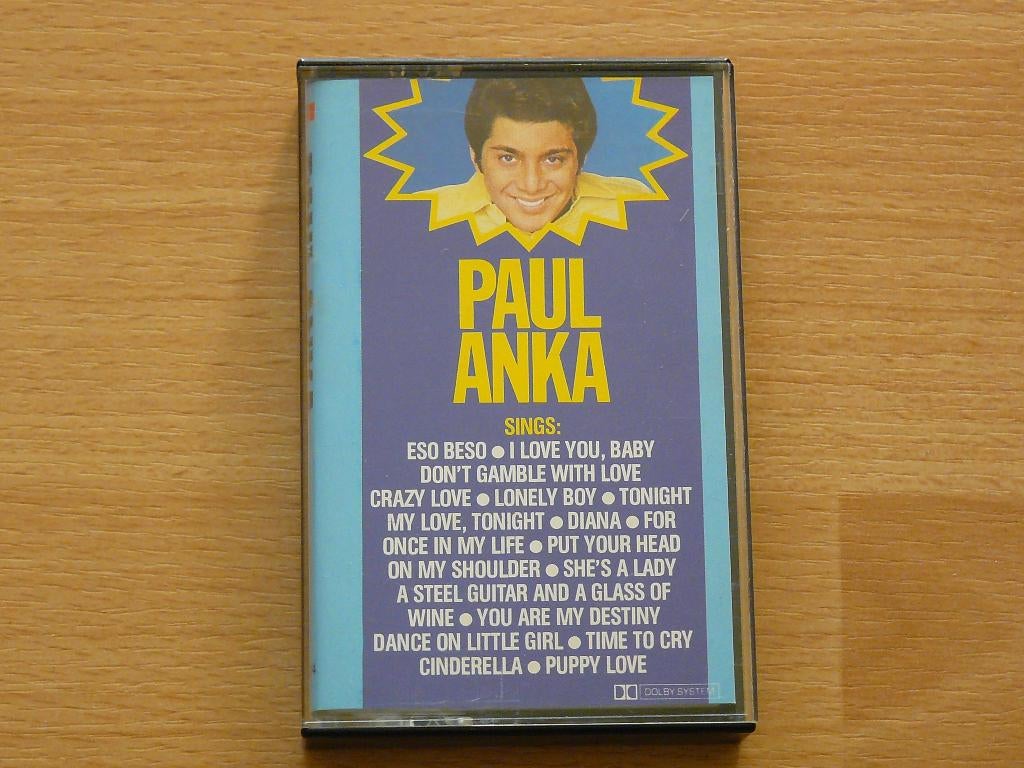 PAUL
ANKA
SINGS:
ESO BESO ● I LOVE YOU, BABY
DON'T GAMBLE WITH LOVE
CRAZY LOVE ● LONELY BOY ● TONIGHT
MY LOVE, TONIGHT ● DIANA ● FOR
ONCE IN MY LIFE ● PUT YOUR HEAD
ON MY SHOULDER ● SHE'S A LADY
A STEEL GUITAR AND A GLASS OF
WINE ● YOU ARE MY DESTINY
DANCE ON LITTLE GIRL ● TIME TO CRY
CINDERELLA ● PUPPY LOVE
DOLBY SYSTEM